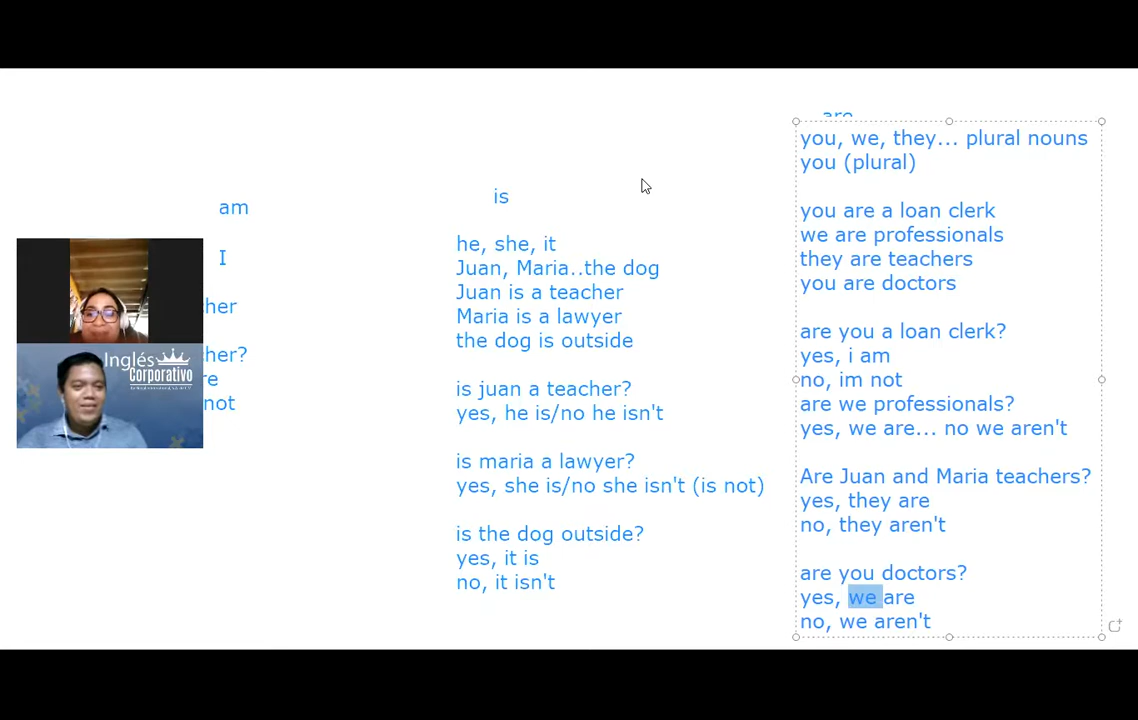 am
I
her
her?
re
not
Inglés
Corporativo
is
he, she, it
Juan, Maria..the dog
Juan is a teacher
Maria is a lawyer
the dog is outside
is juan a teacher?
yes, he is/no he isn't
is maria a lawyer?
yes, she is/no she isn't (is not)
is the dog outside?
yes, it is
no, it isn't
are
you, we, they... plural nouns
you (plural)
you are a loan clerk
we are professionals
they are teachers
you are doctors
are you a loan clerk?
yes, i am
no, im not
are we professionals?
yes, we are... no we aren't
Are Juan and Maria teachers?
yes, they are
no, they aren't
are you doctors?
yes, we are
no, we aren't